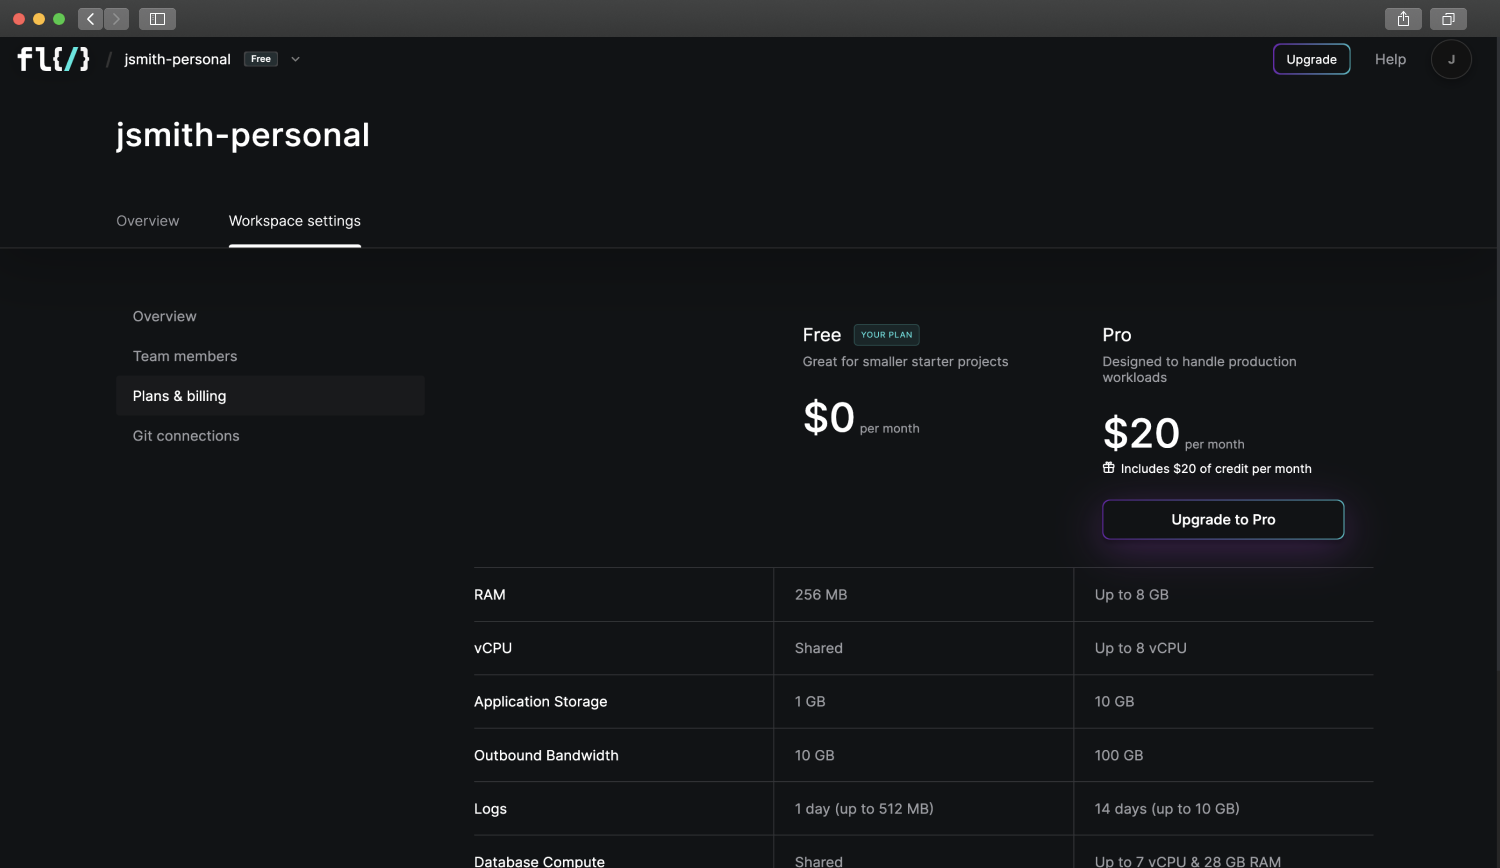 fl{/} / jsmith-personal Free
Upgrade Help J
jsmith-personal
Overview Workspace settings
Overview
Team members
Plans & billing
Git connections
Free YOUR PLAN
Great for smaller starter projects
$0 per month
Pro
Designed to handle production
workloads
$20 per month
Includes $20 of credit per month
Upgrade to Pro
RAM 256 MB Up to 8 GB
vCPU Shared Up to 8 vCPU
Application Storage 1 GB 10 GB
Outbound Bandwidth 10 GB 100 GB
Logs 1 day (up to 512 MB) 14 days (up to 10 GB)
Database Compute Shared Up to 7 vCPU & 28 GB RAM